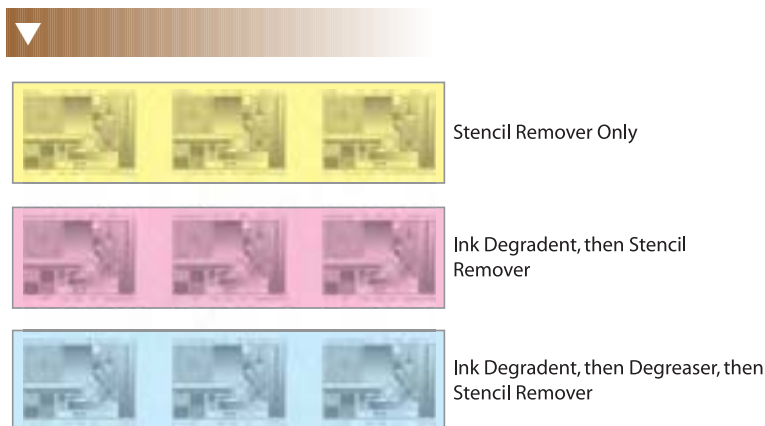 Stencil Remover Only
Ink Degradent, then Stencil
Remover
Ink Degradent, then Degreaser, then
Stencil Remover